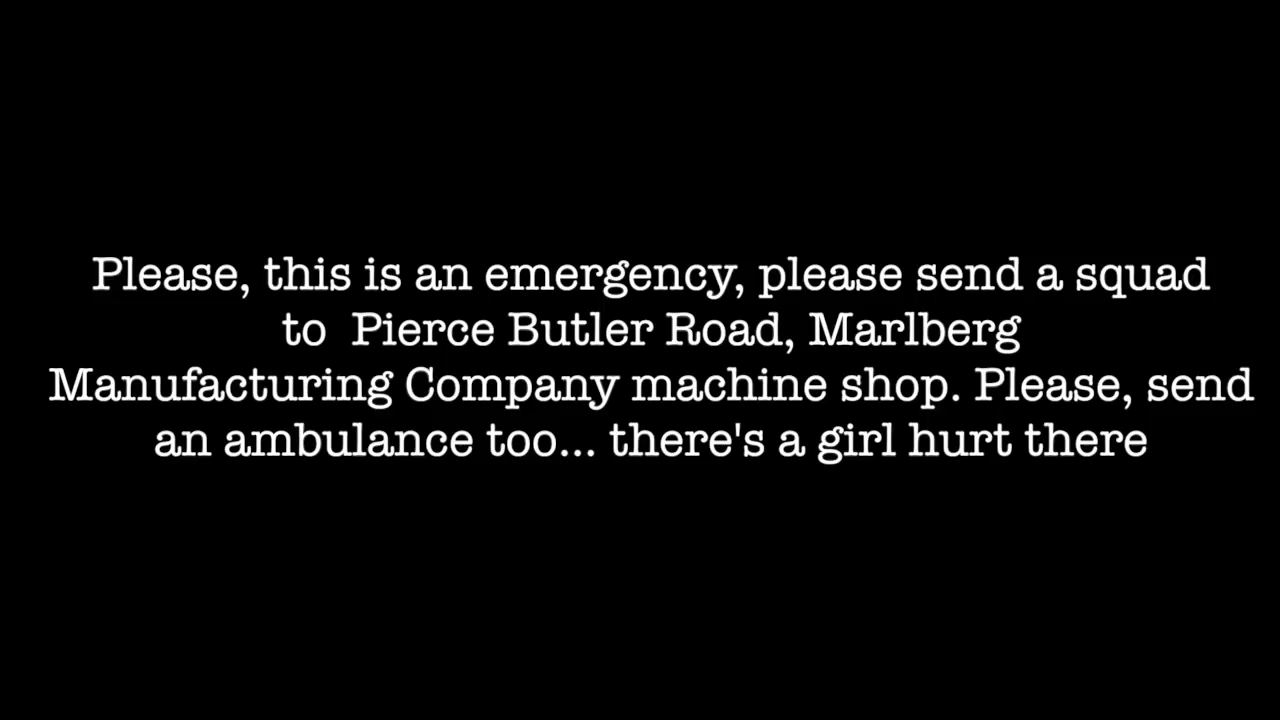 Please, this is an emergency, please send a squad
to  Pierce Butler Road, Marlberg
Manufacturing Company machine shop. Please, send
an ambulance too... there's a girl hurt there